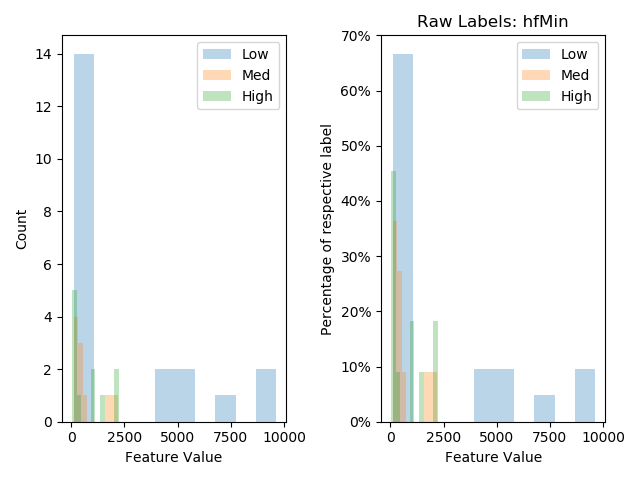 Raw Labels: hfMin
14
12
10
8
6
4
2
0
Count
0 2500 5000 7500 10000
Feature Value
Low
Med
High
70%
60%
50%
40%
30%
20%
10%
0%
Percentage of respective label
0 2500 5000 7500 10000
Feature Value
Low
Med
High